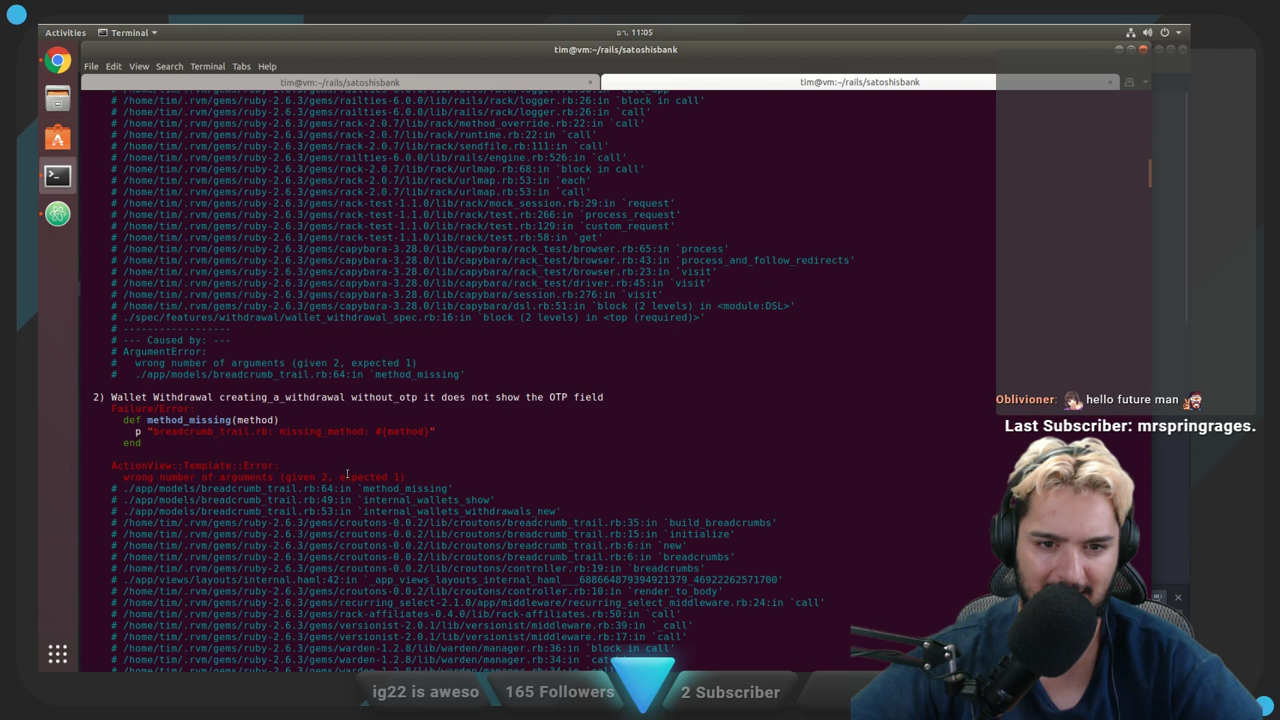 Activities
Terminal
11:05
tim@vm:~/rails/satoshisbank
File Edit View Search Terminal Tabs Help
tim@vm:~/rails/satoshisbank
tim@vm:~/rails/satoshisbank
# /home/tim/.rvm/gems/ruby-2.6.3/gems/railties-6.0.0/lib/rails/rack/logger.rb:26:in `block in call'
# /home/tim/.rvm/gems/ruby-2.6.3/gems/railties-6.0.0/lib/rails/rack/logger.rb:26:in `call'
# /home/tim/.rvm/gems/ruby-2.6.3/gems/rack-2.0.7/lib/rack/method_override.rb:22:in `call'
# /home/tim/.rvm/gems/ruby-2.6.3/gems/rack-2.0.7/lib/rack/runtime.rb:22:in `call'
# /home/tim/.rvm/gems/ruby-2.6.3/gems/rack-2.0.7/lib/rack/sendfile.rb:111:in `call'
# /home/tim/.rvm/gems/ruby-2.6.3/gems/railties-6.0.0/lib/rails/engine.rb:526:in `call'
# /home/tim/.rvm/gems/ruby-2.6.3/gems/rack-2.0.7/lib/rack/urlmap.rb:68:in `block in call'
# /home/tim/.rvm/gems/ruby-2.6.3/gems/rack-2.0.7/lib/rack/urlmap.rb:53:in `each'
# /home/tim/.rvm/gems/ruby-2.6.3/gems/rack-2.0.7/lib/rack/urlmap.rb:53:in `call'
# /home/tim/.rvm/gems/ruby-2.6.3/gems/rack-test-1.1.0/lib/rack/mock_session.rb:29:in `request'
# /home/tim/.rvm/gems/ruby-2.6.3/gems/rack-test-1.1.0/lib/rack/test.rb:266:in `process_request'
# /home/tim/.rvm/gems/ruby-2.6.3/gems/rack-test-1.1.0/lib/rack/test.rb:129:in `custom_request'
# /home/tim/.rvm/gems/ruby-2.6.3/gems/rack-test-1.1.0/lib/rack/test.rb:58:in `get'
# /home/tim/.rvm/gems/ruby-2.6.3/gems/capybara-3.28.0/lib/capybara/rack_test/browser.rb:65:in `process'
# /home/tim/.rvm/gems/ruby-2.6.3/gems/capybara-3.28.0/lib/capybara/rack_test/browser.rb:43:in `process_and_follow_redirects'
# /home/tim/.rvm/gems/ruby-2.6.3/gems/capybara-3.28.0/lib/capybara/rack_test/browser.rb:23:in `visit'
# /home/tim/.rvm/gems/ruby-2.6.3/gems/capybara-3.28.0/lib/capybara/rack_test/driver.rb:45:in `visit'
# /home/tim/.rvm/gems/ruby-2.6.3/gems/capybara-3.28.0/lib/capybara/session.rb:276:in `visit'
# /home/tim/.rvm/gems/ruby-2.6.3/gems/capybara-3.28.0/lib/capybara/dsl.rb:51:in `block (2 levels) in <module:DSL>'
# ./spec/features/withdrawal/wallet_withdrawal_spec.rb:16:in `block (2 levels) in <top (required)>'
# ------------------
# --- Caused by: ---
# ArgumentError:
#   wrong number of arguments (given 2, expected 1)
#   ./app/models/breadcrumb_trail.rb:64:in `method_missing'
2) Wallet Withdrawal creating_a_withdrawal without_otp it does not show the OTP field
Failure/Error:
def method_missing(method)
p "breadcrumb_trail.rb: missing_method: #{method}"
end
ActionView::Template::Error:
wrong number of arguments (given 2, expected 1)
# ./app/models/breadcrumb_trail.rb:64:in `method_missing'
# ./app/models/breadcrumb_trail.rb:49:in `internal_wallets_show'
# ./app/models/breadcrumb_trail.rb:53:in `internal_wallets_withdrawals_new'
# /home/tim/.rvm/gems/ruby-2.6.3/gems/croutons-0.0.2/lib/croutons/breadcrumb_trail.rb:35:in `build_breadcrumbs'
# /home/tim/.rvm/gems/ruby-2.6.3/gems/croutons-0.0.2/lib/croutons/breadcrumb_trail.rb:15:in `initialize'
# /home/tim/.rvm/gems/ruby-2.6.3/gems/croutons-0.0.2/lib/croutons/breadcrumb_trail.rb:6:in `new'
# /home/tim/.rvm/gems/ruby-2.6.3/gems/croutons-0.0.2/lib/croutons/breadcrumb_trail.rb:6:in `breadcrumbs'
# /home/tim/.rvm/gems/ruby-2.6.3/gems/croutons-0.0.2/lib/croutons/controller.rb:19:in `breadcrumbs'
# ./app/views/layouts/internal.haml:42:in `_app_views_layouts_internal_haml___688664879394921379_46922262571700'
# /home/tim/.rvm/gems/ruby-2.6.3/gems/croutons-0.0.2/lib/croutons/controller.rb:10:in `render_to_body'
# /home/tim/.rvm/gems/ruby-2.6.3/gems/recurring_select-2.1.0/app/middleware/recurring_select_middleware.rb:24:in `call'
# /home/tim/.rvm/gems/ruby-2.6.3/gems/rack-affiliates-0.4.0/lib/rack-affiliates.rb:50:in `call'
# /home/tim/.rvm/gems/ruby-2.6.3/gems/versionist-2.0.1/lib/versionist/middleware.rb:39:in `_call'
# /home/tim/.rvm/gems/ruby-2.6.3/gems/versionist-2.0.1/lib/versionist/middleware.rb:17:in `call'
# /home/tim/.rvm/gems/ruby-2.6.3/gems/warden-1.2.8/lib/warden/manager.rb:36:in `block in call'
# /home/tim/.rvm/gems/ruby-2.6.3/gems/warden-1.2.8/lib/warden/manager.rb:34:in
Oblivioner: hello future man
Last Subscriber: mrspringrages.
ig22 is aweso
165 Followers
2 Subscriber